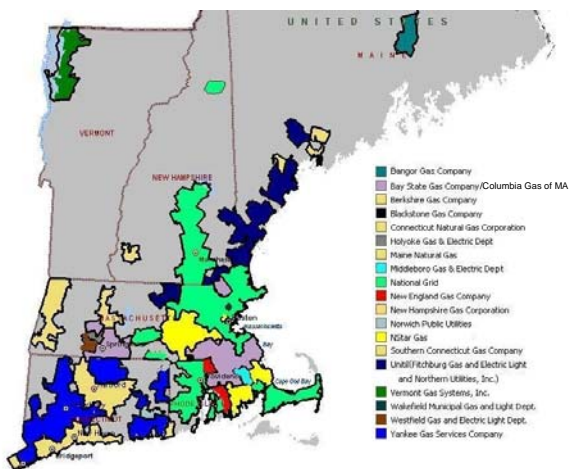 UNITED STATES
MAINE
VERMONT
NEW HAMPSHIRE
Bangor Gas Company
Bay State Gas Company/Columbia Gas of MA
Berkshire Gas Company
Blackstone Gas Company
Connecticut Natural Gas Corporation
Holyoke Gas & Electric Dept
Maine Natural Gas
Middleboro Gas & Electric Dept
National Grid
New England Gas Company
New Hampshire Gas Corporation
Norwich Public Utilities
NStar Gas
Southern Connecticut Gas Company
Unitil(Fitchburg Gas and Electric Light
and Northern Utilities, Inc.)
Vermont Gas Systems, Inc.
Wakefield Municipal Gas and Light Dept.
Westfield Gas and Electric Light Dept.
Yankee Gas Services Company
Bay
Cape Cod Bay
Bridgeport